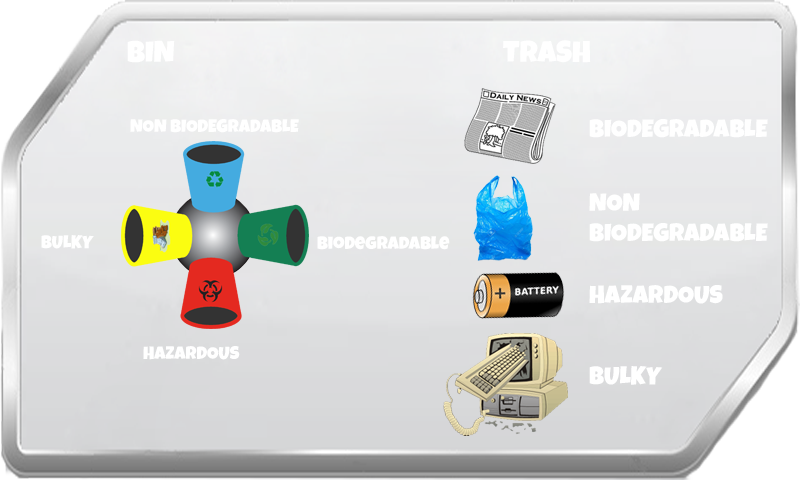 BIN
TRASH
NON BIODEGRADABLE
BULKY
BIODEGRADABLE
HAZARDOUS
DAILY NEWS
BIODEGRADABLE
NON
BIODEGRADABLE
+ BATTERY
HAZARDOUS
BULKY